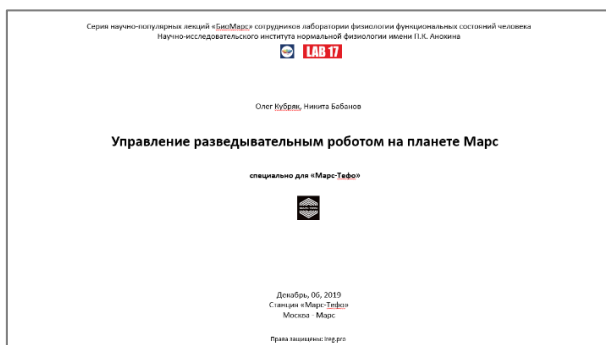 Серия научно-популярных лекций «БиоМарс» сотрудников лаборатории физиологии функциональных состояний человека
Научно-исследовательского института нормальной физиологии имени П.К. Анохина
LAB 17
Олег Кубряк, Никита Бабанов
Управление разведывательным роботом на планете Марс
специально для «Марс-Тефо»
Декабрь, 06, 2019
Станция «Марс-Тефо»
Москва - Марс
Права защищены: ireg.pro